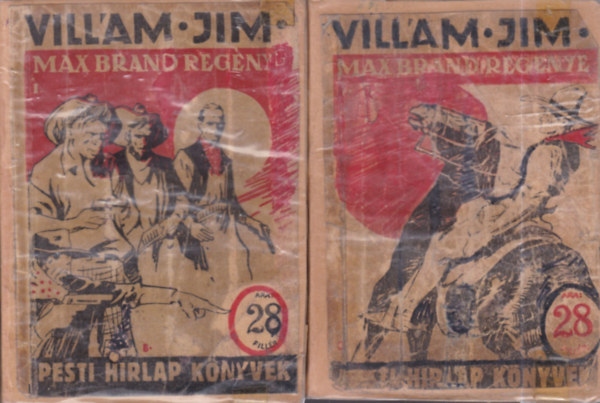 VILLÁM·JIM·
MAX BRAND REGÉNYE
I.
ÁRA
28
FILLÉR
PESTI HIRLAP KÖNYVEK
VILLÁM·JIM·
MAX BRAND REGÉNYE
ÁRA
28
HIRLAP KÖNYVEK